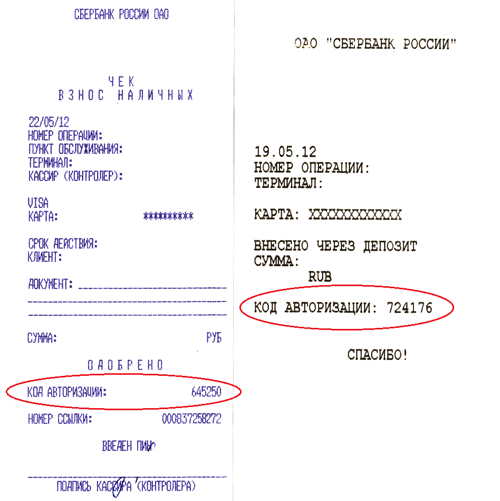 СБЕРБАНК РОССИИ ОАО
ЧЕК
ВЗНОС НАЛИЧНЫХ
22/05/12
НОМЕР ОПЕРАЦИИ:
ПУНКТ ОБСЛУЖИВАНИЯ:
ТЕРМИНАЛ:
КАССИР (КОНТРОЛЕР):
VISA
КАРТА: **********
СРОК ДЕЙСТВИЯ:
КЛИЕНТ:
ДОКУМЕНТ:
СУММА: РУБ
ОДОБРЕНО
КОД АВТОРИЗАЦИИ: 645250
НОМЕР ССЫЛКИ: 000837258272
ВВЕДЕН ПИН
ПОДПИСЬ КАССИРА (КОНТРОЛЕРА)
ОАО "СБЕРБАНК РОССИИ"
19.05.12
НОМЕР ОПЕРАЦИИ:
ТЕРМИНАЛ:
КАРТА: XXXXXXXXXXXXX
ВНЕСЕНО ЧЕРЕЗ ДЕПОЗИТ
СУММА:
RUB
КОД АВТОРИЗАЦИИ: 724176
СПАСИБО!